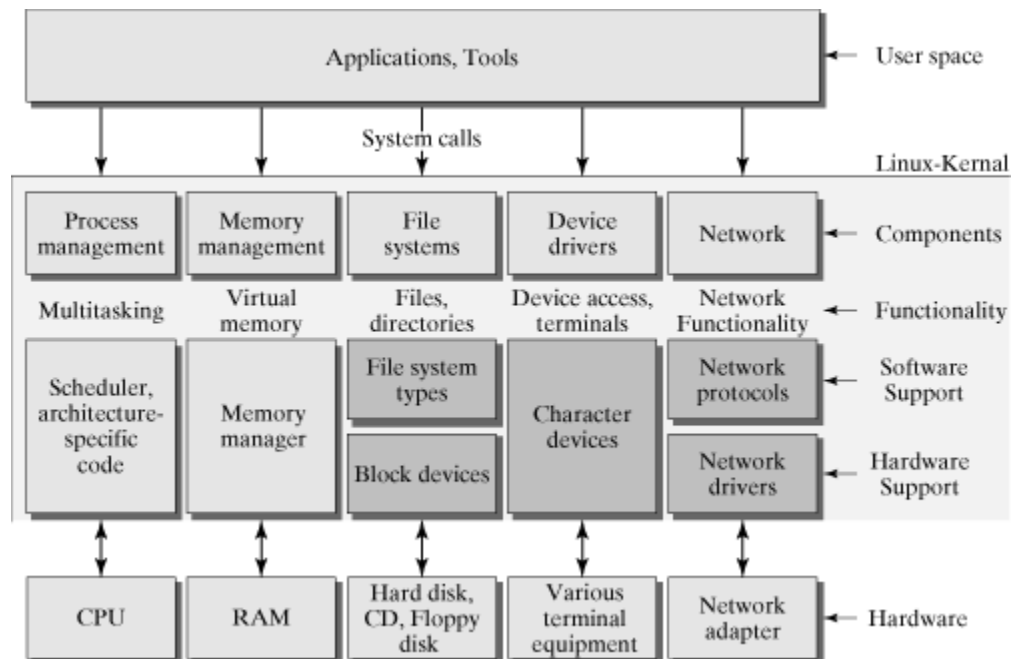 Applications, Tools
User space
System calls
Linux-Kernal
Process
management
Memory
management
File
systems
Device
drivers
Network
Components
Multitasking
Virtual
memory
Files,
directories
Device access,
terminals
Network
Functionality
Functionality
Scheduler,
architecture-
specific
code
Memory
manager
File system
types
Block devices
Character
devices
Network
protocols
Network
drivers
Software
Support
Hardware
Support
CPU
RAM
Hard disk,
CD, Floppy
disk
Various
terminal
equipment
Network
adapter
Hardware